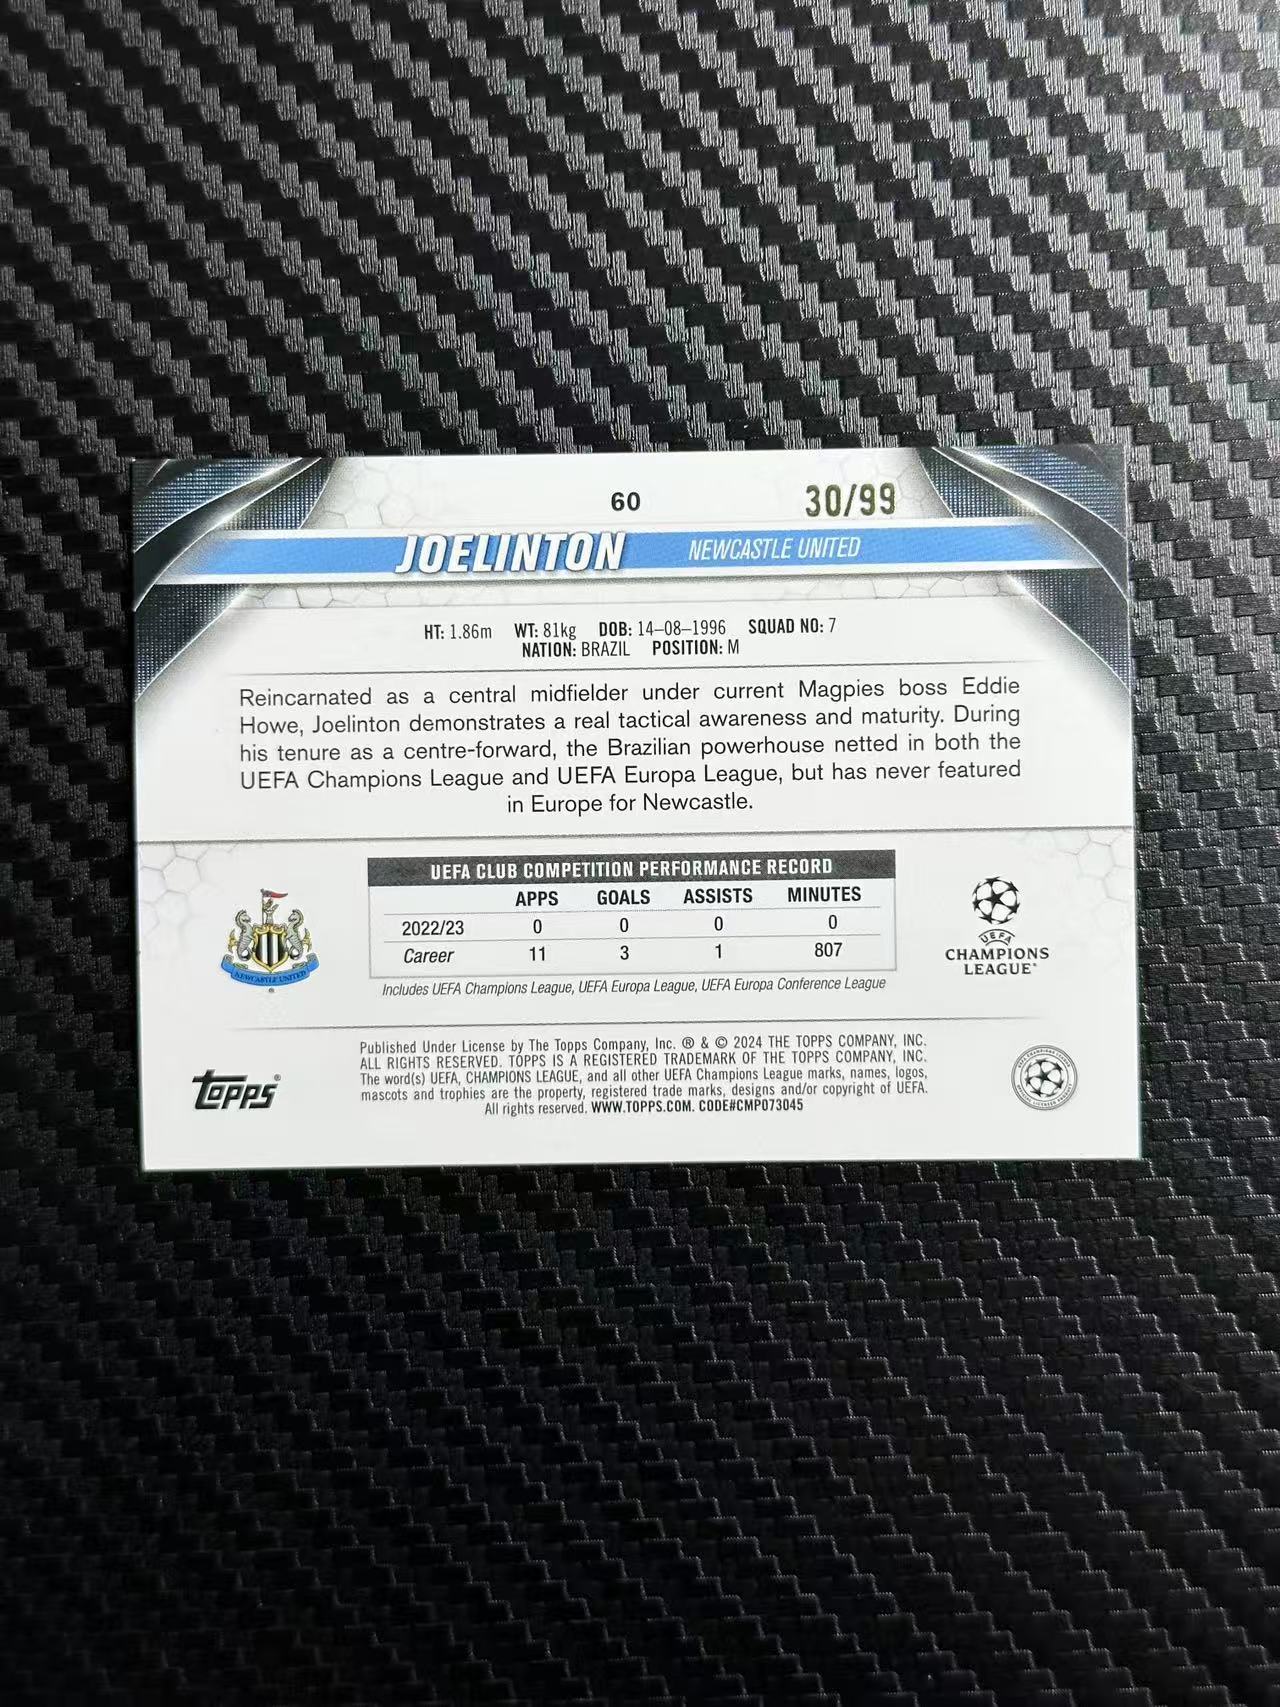 60
30/99
JOELINTON NEWCASTLE UNITED
HT: 1.86m WT: 81kg DOB: 14-08-1996 SQUAD NO: 7
NATION: BRAZIL POSITION: M
Reincarnated as a central midfielder under current Magpies boss Eddie
Howe, Joelinton demonstrates a real tactical awareness and maturity. During
his tenure as a centre-forward, the Brazilian powerhouse netted in both the
UEFA Champions League and UEFA Europa League, but has never featured
in Europe for Newcastle.
UEFA CLUB COMPETITION PERFORMANCE RECORD
APPS GOALS ASSISTS MINUTES
2022/23 0 0 0 0
Career 11 3 1 807
Includes UEFA Champions League, UEFA Europa League, UEFA Europa Conference League
NEWCASTLE UNITED
®
UEFA
CHAMPIONS
LEAGUE
Published Under License by The Topps Company, Inc. ® & © 2024 THE TOPPS COMPANY, INC.
ALL RIGHTS RESERVED. TOPPS IS A REGISTERED TRADEMARK OF THE TOPPS COMPANY, INC.
The word(s) UEFA, CHAMPIONS LEAGUE, and all other UEFA Champions League marks, names, logos,
mascots and trophies are the property, registered trade marks, designs and/or copyright of UEFA.
All rights reserved. WWW.TOPPS.COM. CODE#CMP073045
Topps®